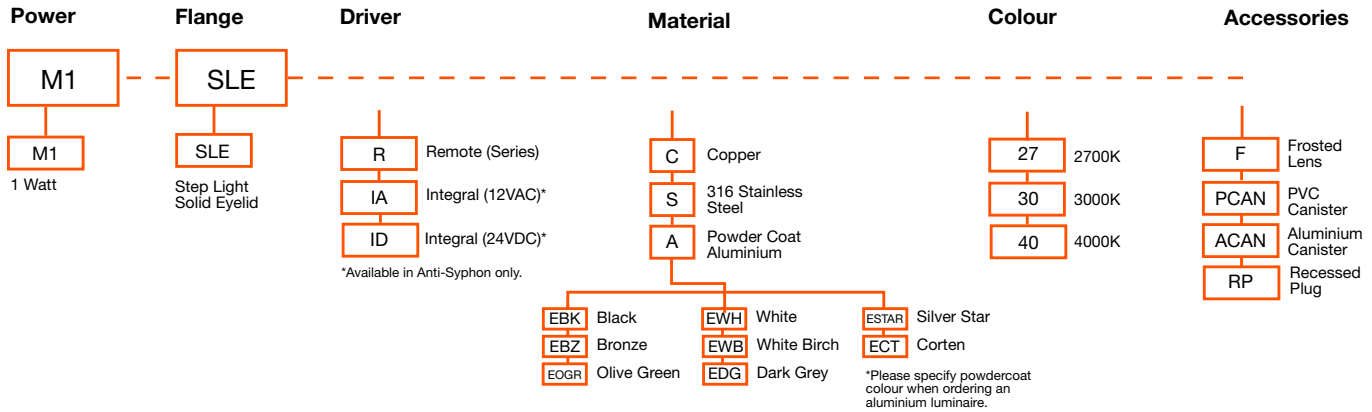 Power
Flange
Driver
Material
Colour
Accessories
M1
SLE
M1
1 Watt
SLE
Step Light
Solid Eyelid
R Remote (Series)
IA Integral (12VAC)*
ID Integral (24VDC)*
*Available in Anti-Syphon only.
C Copper
S 316 Stainless
Steel
A Powder Coat
Aluminium
EBK Black
EBZ Bronze
EOGR Olive Green
EWH White
EWB White Birch
EDG Dark Grey
ESTAR Silver Star
ECT Corten
*Please specify powdercoat
colour when ordering an
aluminium luminaire.
27 2700K
30 3000K
40 4000K
F Frosted
Lens
PCAN PVC
Canister
ACAN Aluminium
Canister
RP Recessed
Plug